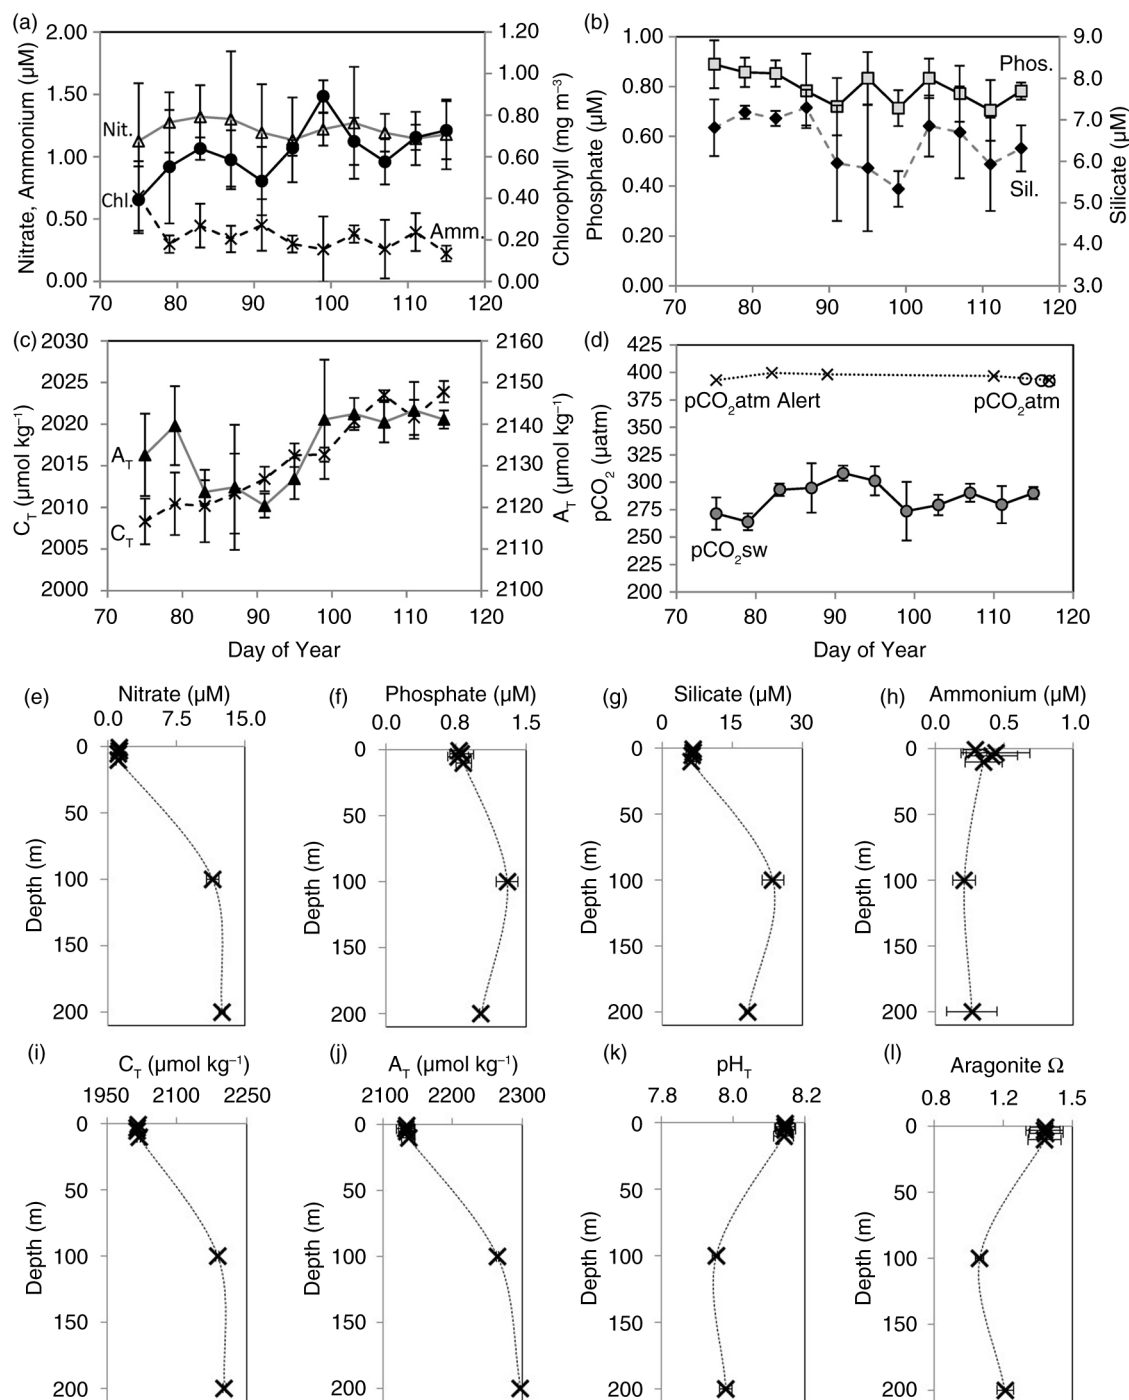 (a)
2.00
1.50
1.00
0.50
0.00
Nitrate, Ammonium (µM)
1.20
1.00
0.80
0.60
0.40
0.20
0.00
Chlorophyll (mg m⁻³)
Nit.
Chl.
Amm.
70 80 90 100 110 120
(b)
1.00
0.80
0.60
0.40
0.20
0.00
Phosphate (µM)
9.0
8.0
7.0
6.0
5.0
4.0
3.0
Silicate (µM)
Phos.
Sil.
70 80 90 100 110 120
(c)
2030
2025
2020
2015
2010
2005
2000
C_T (µmol kg⁻¹)
2160
2150
2140
2130
2120
2110
2100
A_T (µmol kg⁻¹)
A_T
C_T
70 80 90 100 110 120
Day of Year
(d)
425
400
375
350
325
300
275
250
225
200
pCO₂ (µatm)
pCO₂atm Alert
pCO₂atm
pCO₂sw
70 80 90 100 110 120
Day of Year
(e)
Nitrate (µM)
0.0 7.5 15.0
0
50
100
150
200
Depth (m)
(f)
Phosphate (µM)
0.0 0.8 1.5
0
50
100
150
200
Depth (m)
(g)
Silicate (µM)
0 15 30
0
50
100
150
200
Depth (m)
(h)
Ammonium (µM)
0.0 0.5 1.0
0
50
100
150
200
Depth (m)
(i)
C_T (µmol kg⁻¹)
1950 2100 2250
0
50
100
150
200
Depth (m)
(j)
A_T (µmol kg⁻¹)
2100 2200 2300
0
50
100
150
200
Depth (m)
(k)
pH_T
7.8 8.0 8.2
0
50
100
150
200
Depth (m)
(l)
Aragonite Ω
0.8 1.2 1.5
0
50
100
150
200
Depth (m)